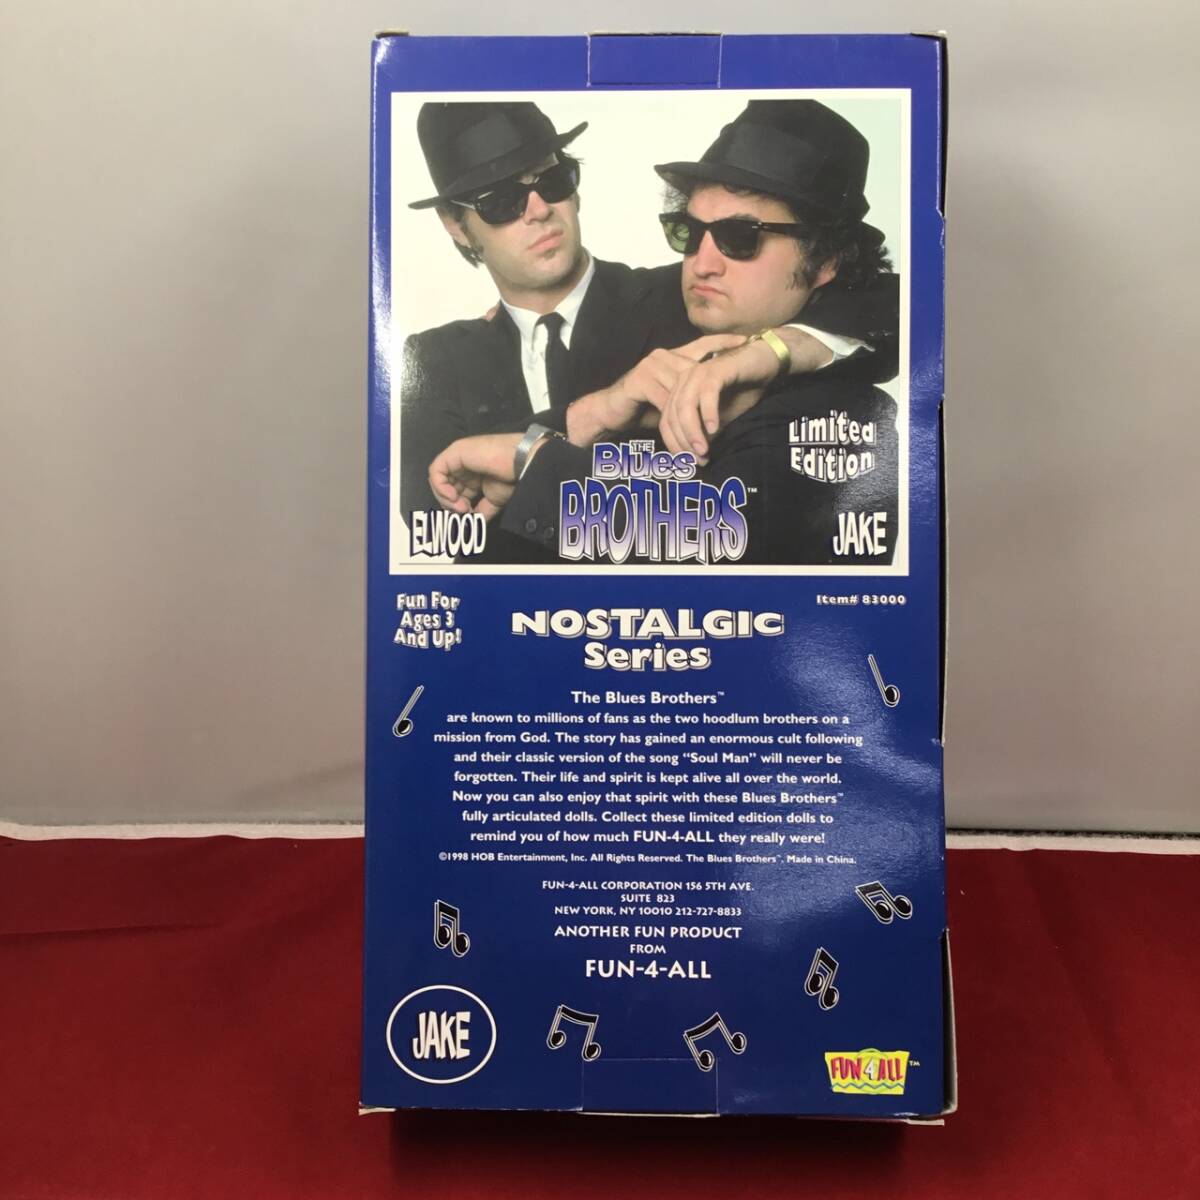 THE
Blues
BROTHERS™
Limited
Edition
ELWOOD
JAKE
Fun For
Ages 3
And Up!
Item# 83000
NOSTALGIC
Series
The Blues Brothers™
are known to millions of fans as the two hoodlum brothers on a
mission from God. The story has gained an enormous cult following
and their classic version of the song “Soul Man” will never be
forgotten. Their life and spirit is kept alive all over the world.
Now you can also enjoy that spirit with these Blues Brothers™
fully articulated dolls. Collect these limited edition dolls to
remind you of how much FUN-4-ALL they really were!
©1998 HOB Entertainment, Inc. All Rights Reserved. The Blues Brothers™. Made in China.
FUN-4-ALL CORPORATION 156 5TH AVE.
SUITE 823
NEW YORK, NY 10010 212-727-8833
ANOTHER FUN PRODUCT
FROM
FUN-4-ALL
JAKE
FUN 4 ALL™